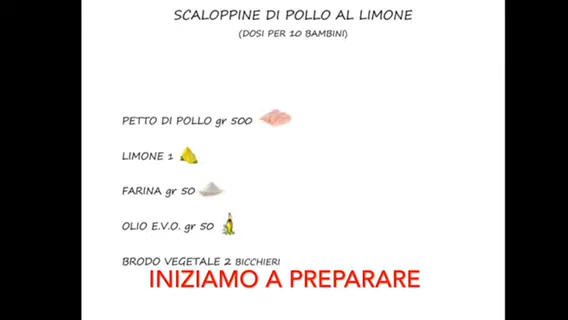 SCALOPPINE DI POLLO AL LIMONE
(DOSI PER 10 BAMBINI)
PETTO DI POLLO gr 500
LIMONE 1
FARINA gr 50
OLIO E.V.O. gr 50
BRODO VEGETALE 2 BICCHIERI
INIZIAMO A PREPARARE